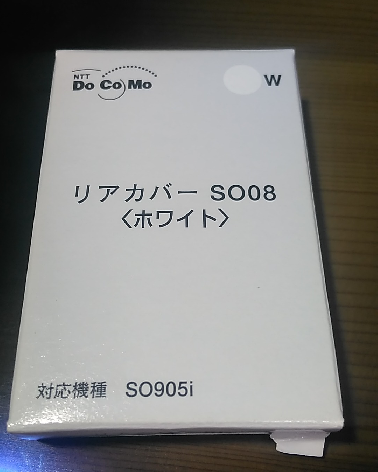 NTT
DoCoMo
W
リアカバー SO08
〈ホワイト〉
対応機種 SO905i